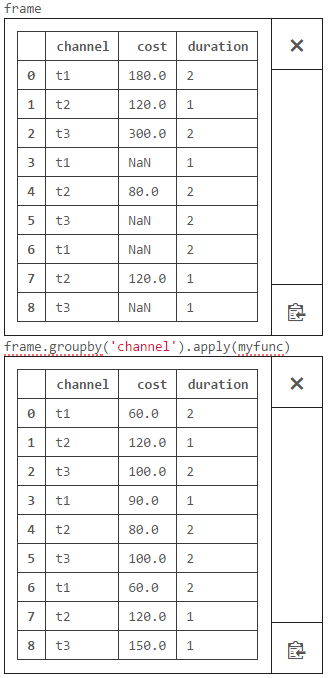 frame
channel cost duration
0 t1 180.0 2
1 t2 120.0 1
2 t3 300.0 2
3 t1 NaN 1
4 t2 80.0 2
5 t3 NaN 2
6 t1 NaN 2
7 t2 120.0 1
8 t3 NaN 1
frame.groupby('channel').apply(myfunc)
channel cost duration
0 t1 60.0 2
1 t2 120.0 1
2 t3 100.0 2
3 t1 90.0 1
4 t2 80.0 2
5 t3 100.0 2
6 t1 60.0 2
7 t2 120.0 1
8 t3 150.0 1